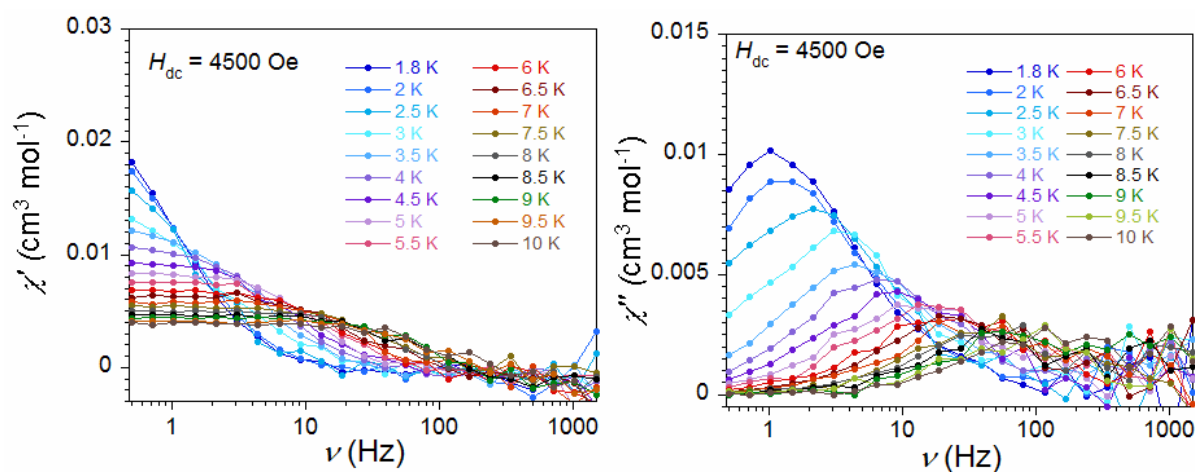 0.03
0.02
0.01
0
H_dc = 4500 Oe
1.8 K 6 K
2 K 6.5 K
2.5 K 7 K
3 K 7.5 K
3.5 K 8 K
4 K 8.5 K
4.5 K 9 K
5 K 9.5 K
5.5 K 10 K
χ' (cm³ mol⁻¹)
1 10 100 1000
ν (Hz)
0.015
0.01
0.005
0
H_dc = 4500 Oe
1.8 K 6 K
2 K 6.5 K
2.5 K 7 K
3 K 7.5 K
3.5 K 8 K
4 K 8.5 K
4.5 K 9 K
5 K 9.5 K
5.5 K 10 K
χ'' (cm³ mol⁻¹)
1 10 100 1000
ν (Hz)